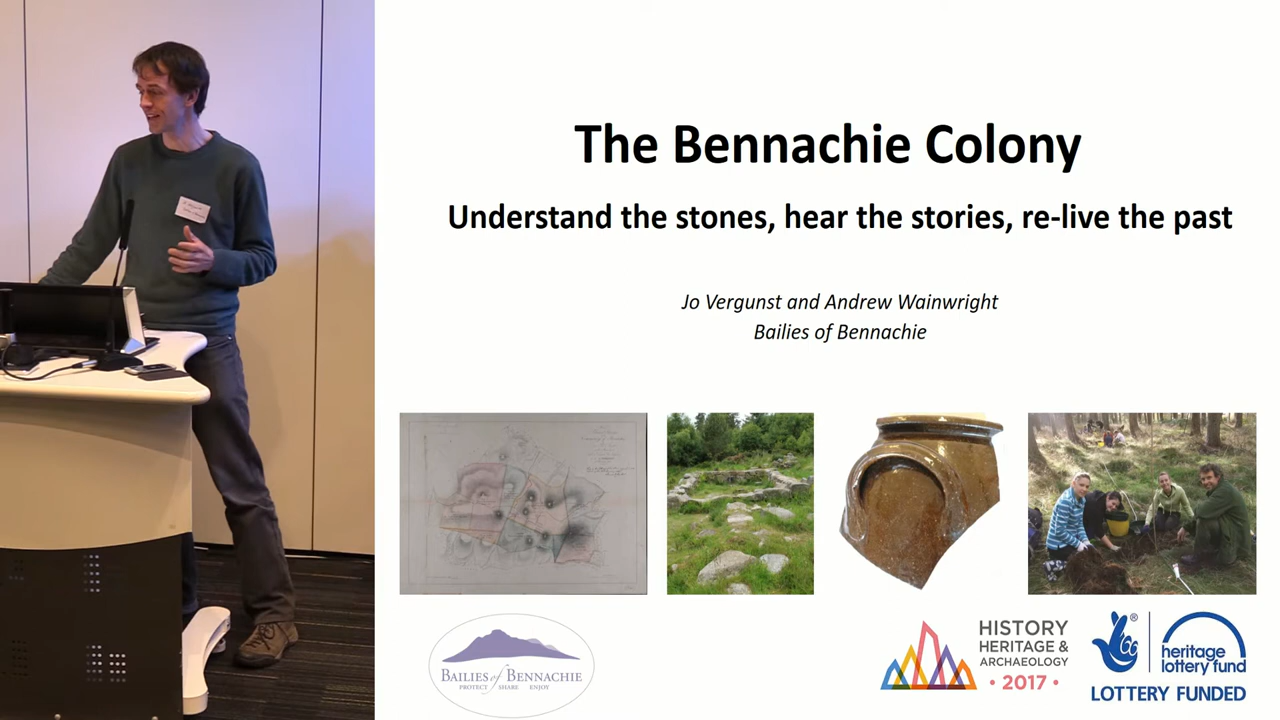 The Bennachie Colony
Understand the stones, hear the stories, re-live the past
Jo Vergunst and Andrew Wainwright
Bailies of Bennachie
BAILIES of BENNACHIE
PROTECT SHARE ENJOY
HISTORY
HERITAGE &
ARCHAEOLOGY
• 2017 •
®
heritage
lottery fund
LOTTERY FUNDED